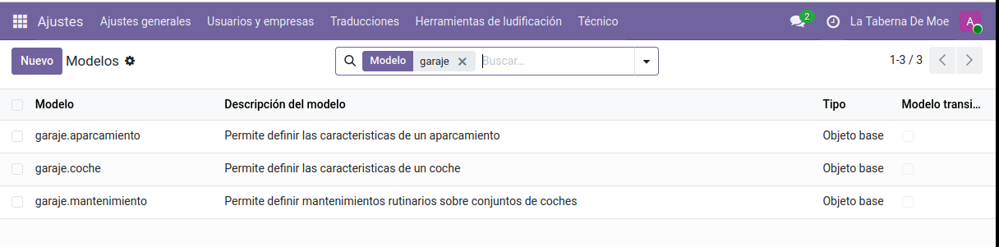 Ajustes Ajustes generales Usuarios y empresas Traducciones Herramientas de ludificación Técnico 2 La Taberna De Moe A
Nuevo Modelos Modelo garaje Buscar... 1-3 / 3
Modelo Descripción del modelo Tipo Modelo transi...
garaje.aparcamiento Permite definir las caracteristicas de un aparcamiento Objeto base
garaje.coche Permite definir las caracteristicas de un coche Objeto base
garaje.mantenimiento Permite definir mantenimientos rutinarios sobre conjuntos de coches Objeto base